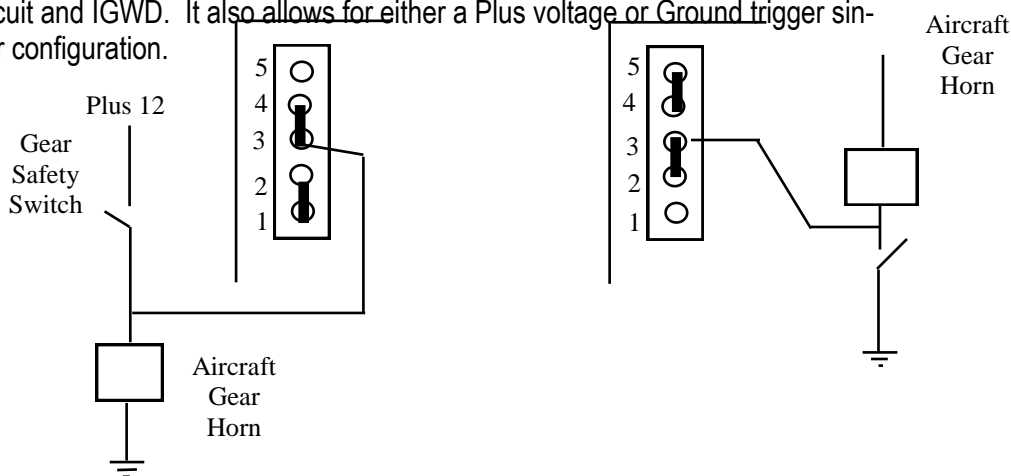 cuit and IGWD. It also allows for either a Plus voltage or Ground trigger sin-
r configuration.
Plus 12
Gear
Safety
Switch
5
4
3
2
1
Aircraft
Gear
Horn
5
4
3
2
1
Aircraft
Gear
Horn